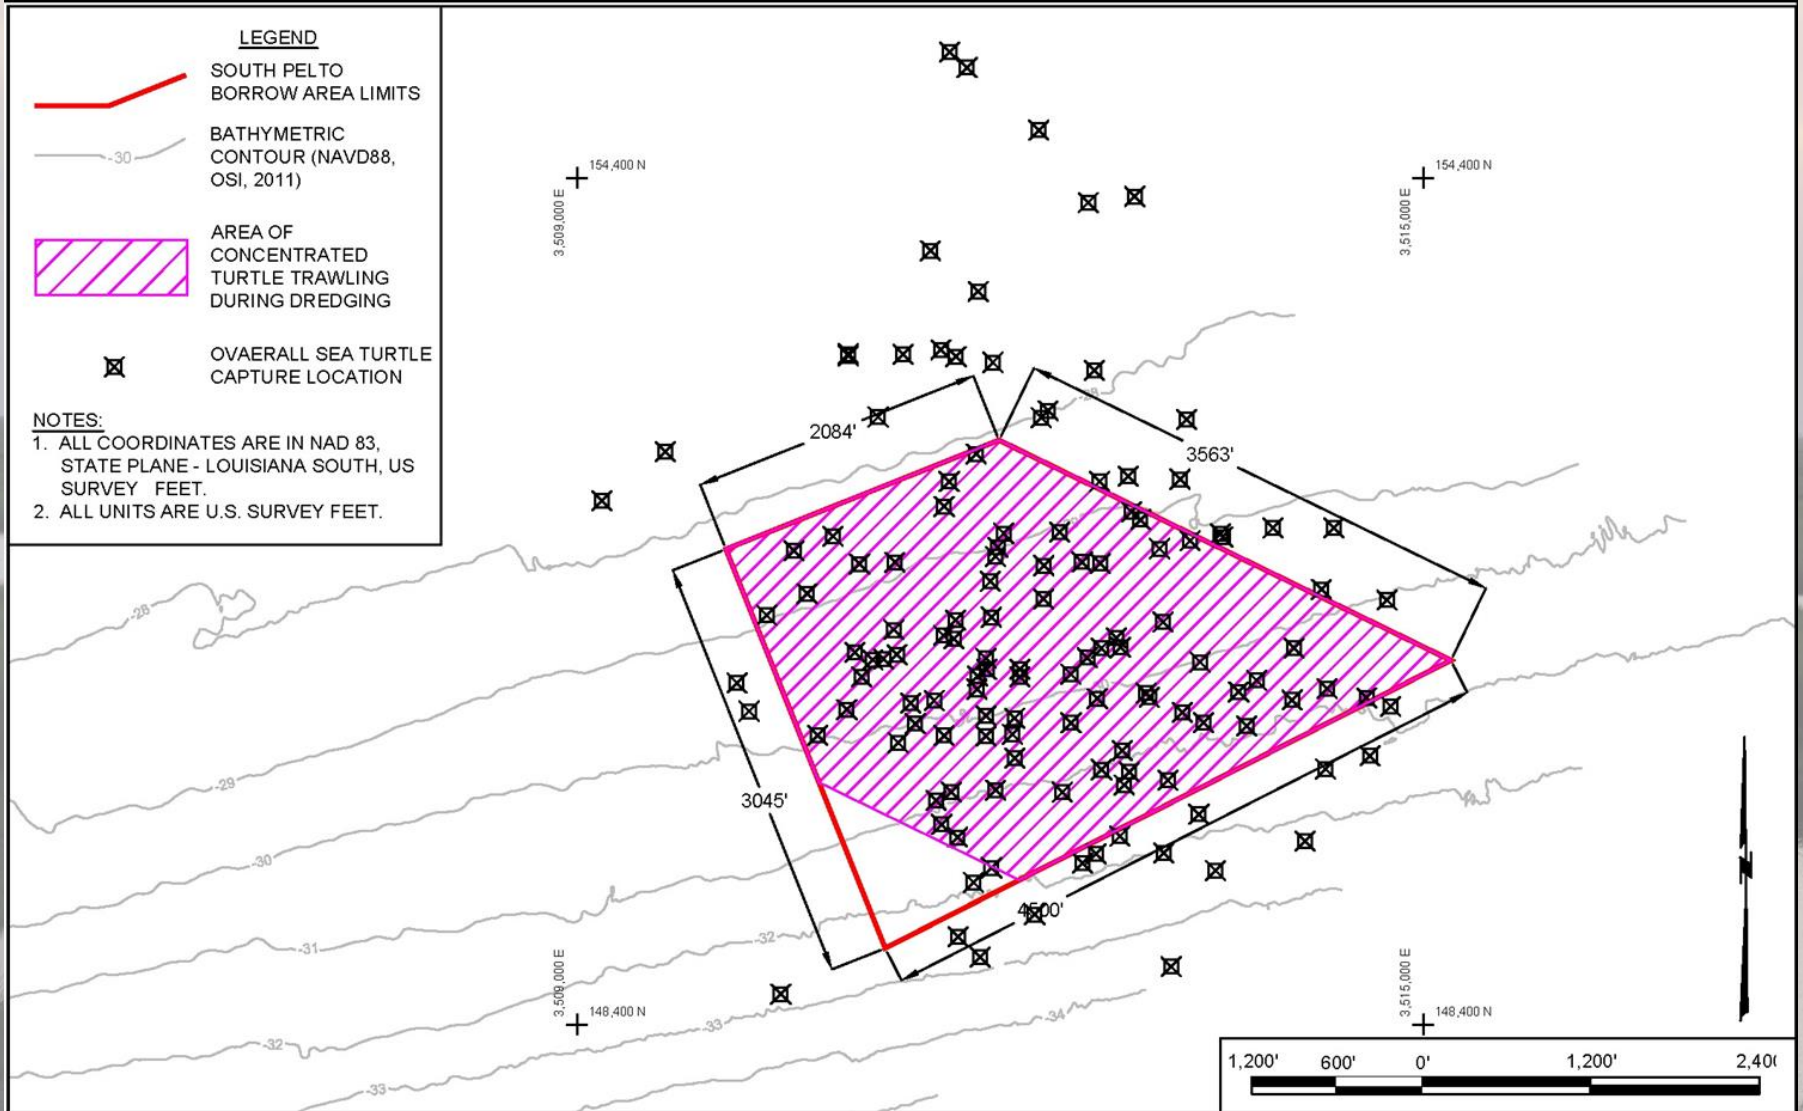 LEGEND
SOUTH PELTO
BORROW AREA LIMITS
BATHYMETRIC
CONTOUR (NAVD88,
OSI, 2011)
-30
AREA OF
CONCENTRATED
TURTLE TRAWLING
DURING DREDGING
OVAERALL SEA TURTLE
CAPTURE LOCATION
NOTES:
1. ALL COORDINATES ARE IN NAD 83,
STATE PLANE - LOUISIANA SOUTH, US
SURVEY FEET.
2. ALL UNITS ARE U.S. SURVEY FEET.
154,400 N
3,509,000 E
154,400 N
3,515,000 E
-28
2084'
3563'
-28
-29
3045'
-30
4500'
-31
-32
3,509,000 E
148,400 N
3,515,000 E
148,400 N
-33
-34
-32
-33
1,200' 600' 0' 1,200' 2,40